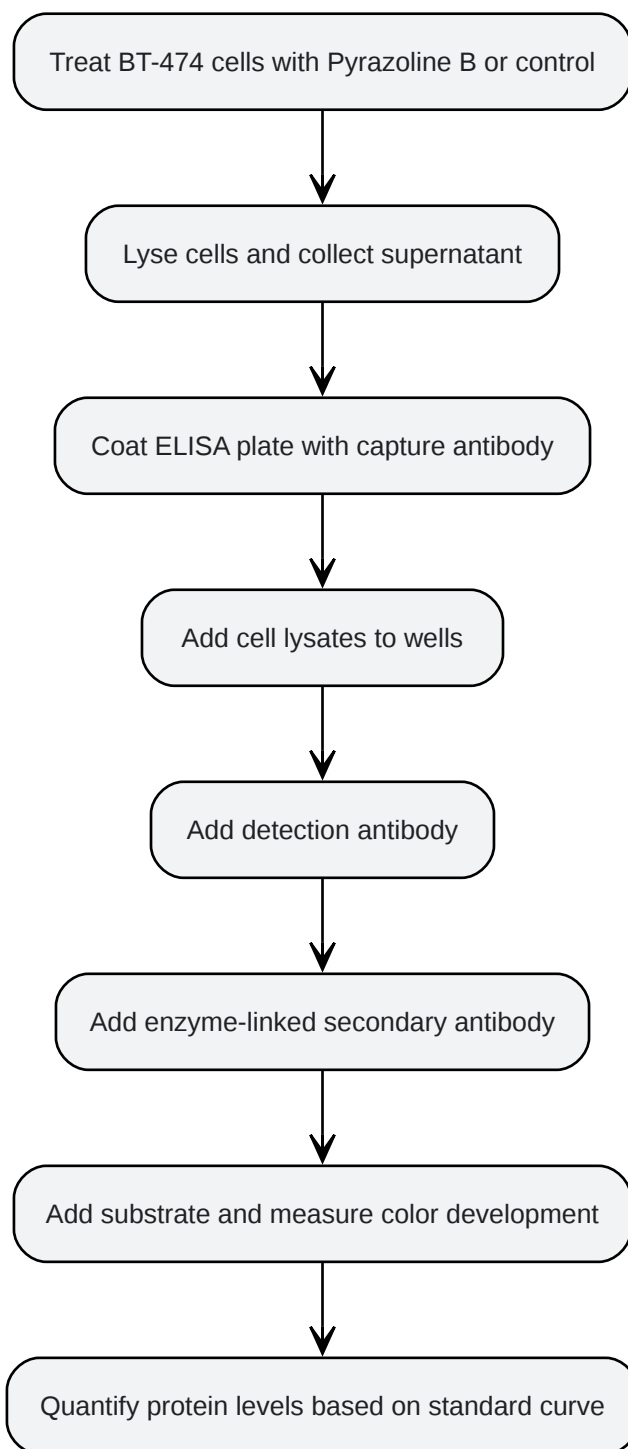 Treat BT-474 cells with Pyrazoline B or control
Lyse cells and collect supernatant
Coat ELISA plate with capture antibody
Add cell lysates to wells
Add detection antibody
Add enzyme-linked secondary antibody
Add substrate and measure color development
Quantify protein levels based on standard curve